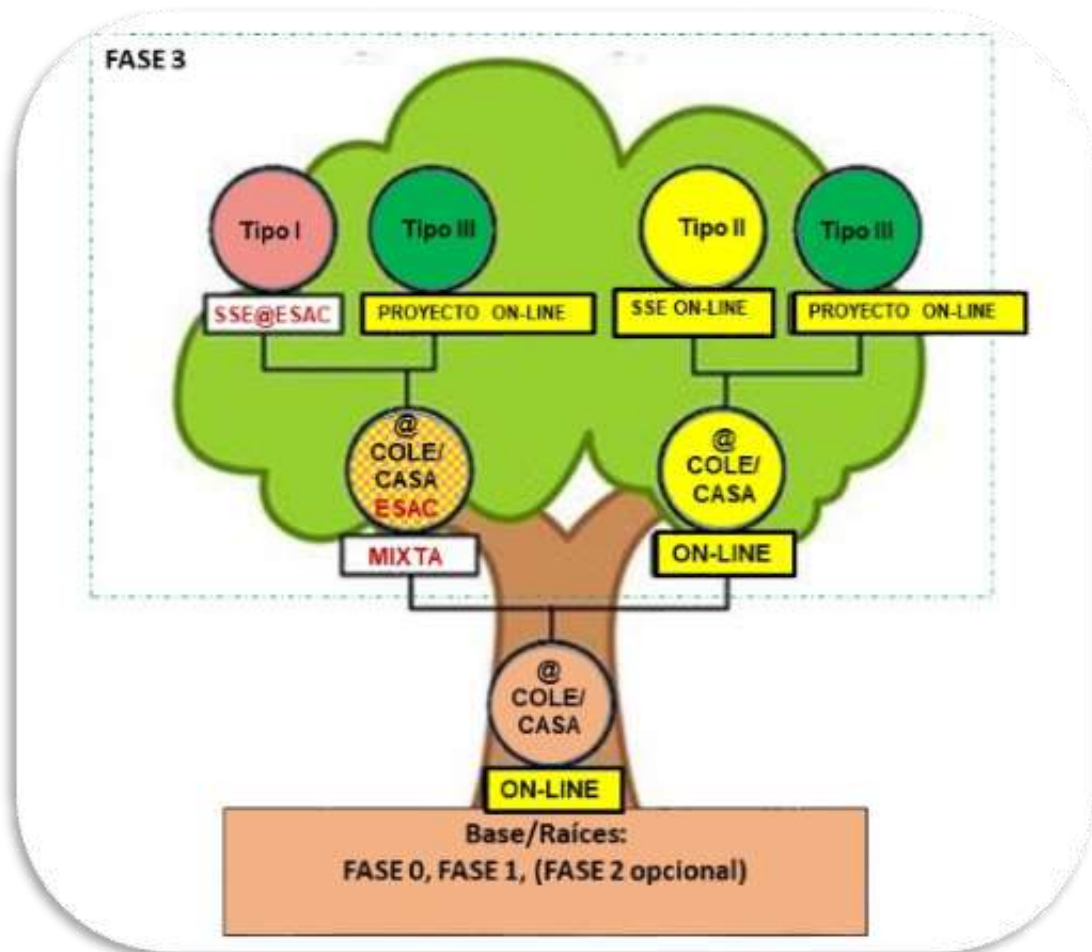 FASE 3
Tipo I
Tipo III
Tipo II
Tipo III
SSE@ESAC
PROYECTO ON-LINE
SSE ON-LINE
PROYECTO ON-LINE
@
COLE/
CASA
ESAC
MIXTA
@
COLE/
CASA
ON-LINE
@
COLE/
CASA
ON-LINE
Base/Raíces:
FASE 0, FASE 1, (FASE 2 opcional)